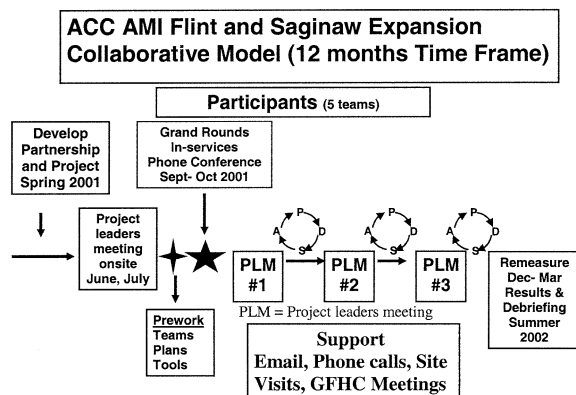 ACC AMI Flint and Saginaw Expansion
Collaborative Model (12 months Time Frame)
Participants (5 teams)
Develop
Partnership
and Project
Spring 2001
Grand Rounds
In-services
Phone Conference
Sept- Oct 2001
Project
leaders
meeting
onsite
June, July
P
A D
S
P
A D
S
P
A D
S
PLM
#1
PLM
#2
PLM
#3
Remeasure
Dec- Mar
Results &
Debriefing
Summer
2002
PLM = Project leaders meeting
Prework
Teams
Plans
Tools
Support
Email, Phone calls, Site
Visits, GFHC Meetings